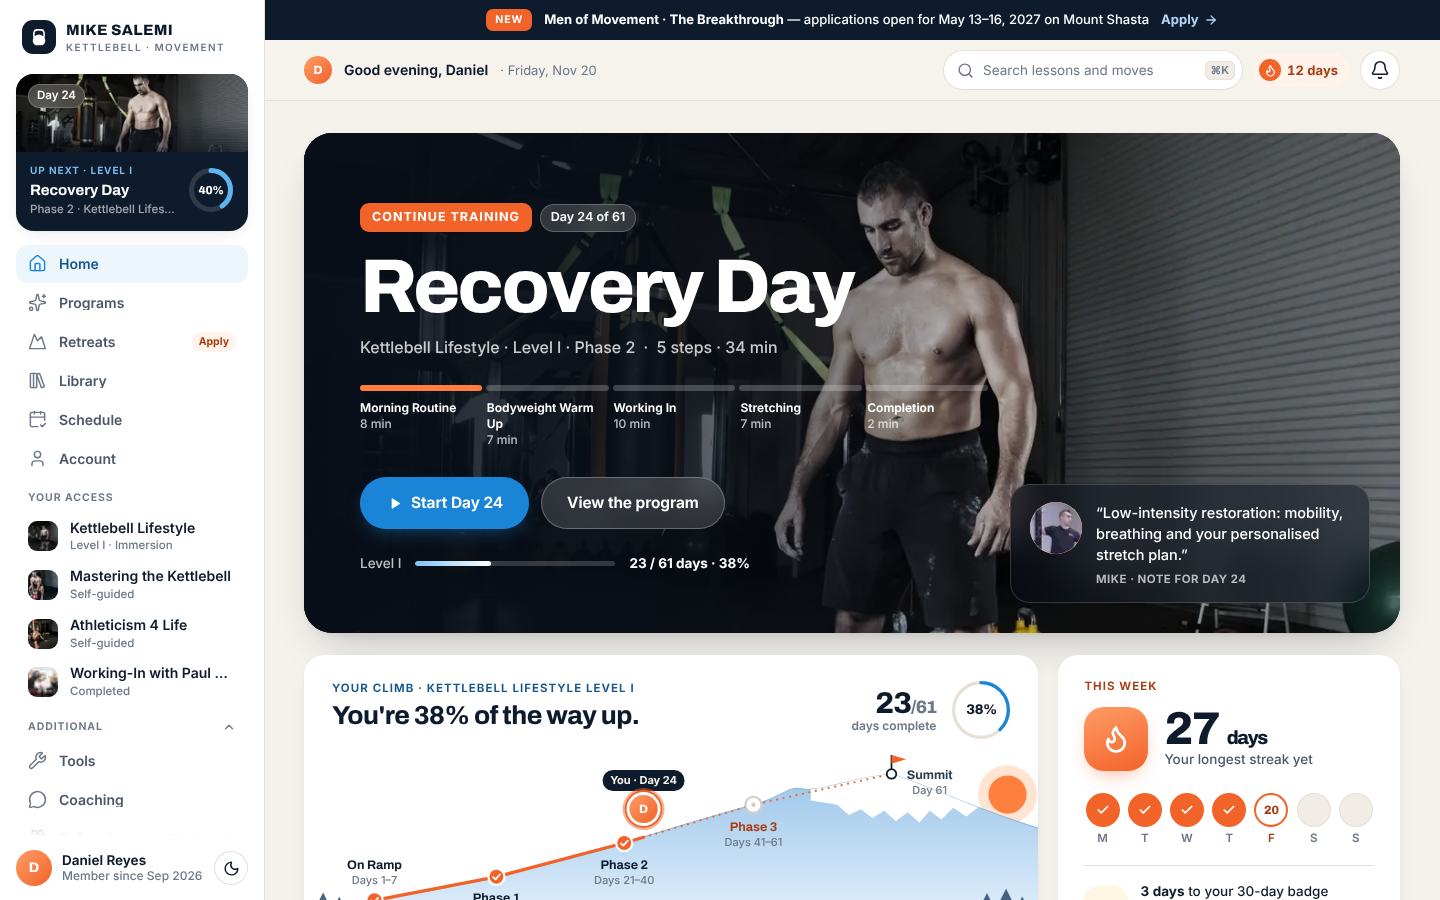 MIKE SALEMI
KETTLEBELL · MOVEMENT
Day 24
UP NEXT · LEVEL I
Recovery Day
Phase 2 · Kettlebell Lifes...
40%
Home
Programs
Retreats
Apply
Library
Schedule
Account
YOUR ACCESS
Kettlebell Lifestyle
Level I · Immersion
Mastering the Kettlebell
Self-guided
Athleticism 4 Life
Self-guided
Working-In with Paul ...
Completed
ADDITIONAL
Tools
Coaching
D
Daniel Reyes
Member since Sep 2026
NEW Men of Movement · The Breakthrough — applications open for May 13–16, 2027 on Mount Shasta Apply →
D
Good evening, Daniel · Friday, Nov 20
Search lessons and moves
⌘K
12 days
CONTINUE TRAINING
Day 24 of 61
Recovery Day
Kettlebell Lifestyle · Level I · Phase 2 · 5 steps · 34 min
Morning Routine
8 min
Bodyweight Warm
Up
7 min
Working In
10 min
Stretching
7 min
Completion
2 min
Start Day 24
View the program
Level I
23 / 61 days · 38%
“Low-intensity restoration: mobility,
breathing and your personalised
stretch plan.”
MIKE · NOTE FOR DAY 24
YOUR CLIMB · KETTLEBELL LIFESTYLE LEVEL I
You're 38% of the way up.
23/61
days complete
38%
You · Day 24
D
Summit
Day 61
Phase 3
Days 41–61
Phase 2
Days 21–40
On Ramp
Days 1–7
Phase 1
THIS WEEK
27 days
Your longest streak yet
20
M T W T F S S
3 days to your 30-day badge